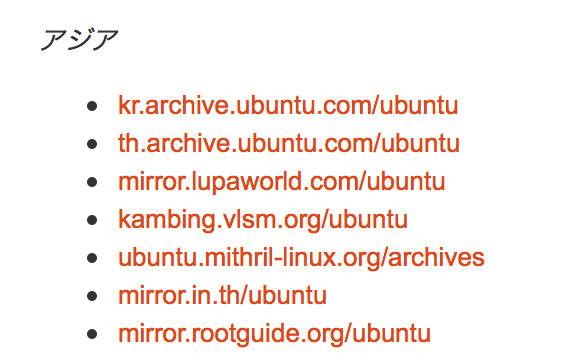 アジア
kr.archive.ubuntu.com/ubuntu
th.archive.ubuntu.com/ubuntu
mirror.lupaworld.com/ubuntu
kambing.vlsm.org/ubuntu
ubuntu.mithril-linux.org/archives
mirror.in.th/ubuntu
mirror.rootguide.org/ubuntu